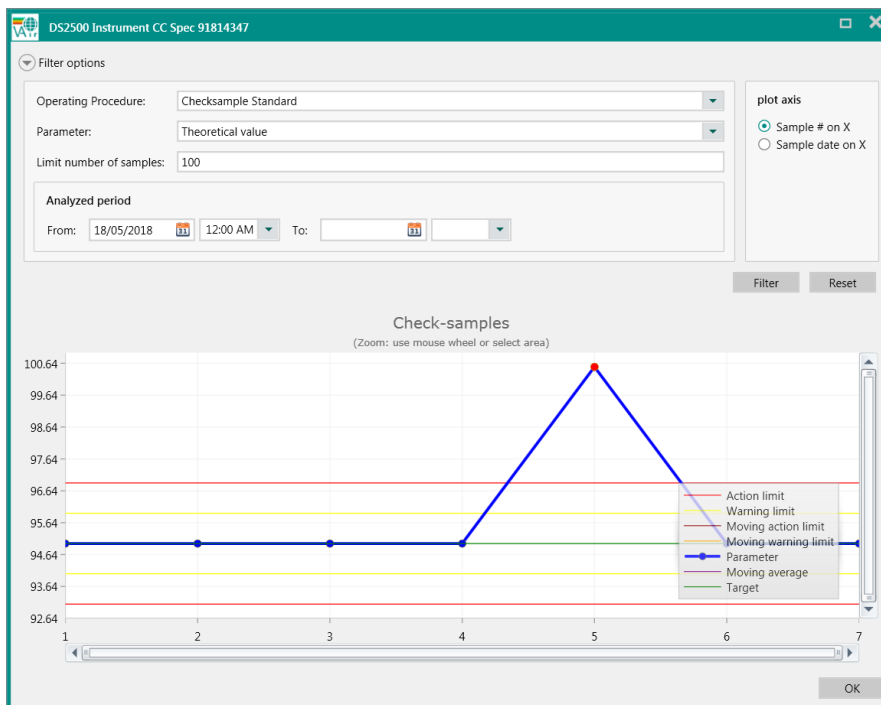 DS2500 Instrument CC Spec 91814347
Filter options
Operating Procedure: Checksample Standard
Parameter: Theoretical value
Limit number of samples: 100
Analyzed period
From: 18/05/2018 31 12:00 AM To: 31
plot axis
Sample # on X
Sample date on X
Filter Reset
Check-samples
(Zoom: use mouse wheel or select area)
100.64
99.64
98.64
97.64
96.64
95.64
94.64
93.64
92.64
Action limit
Warning limit
Moving action limit
Moving warning limit
Parameter
Moving average
Target
1 2 3 4 5 6 7
OK